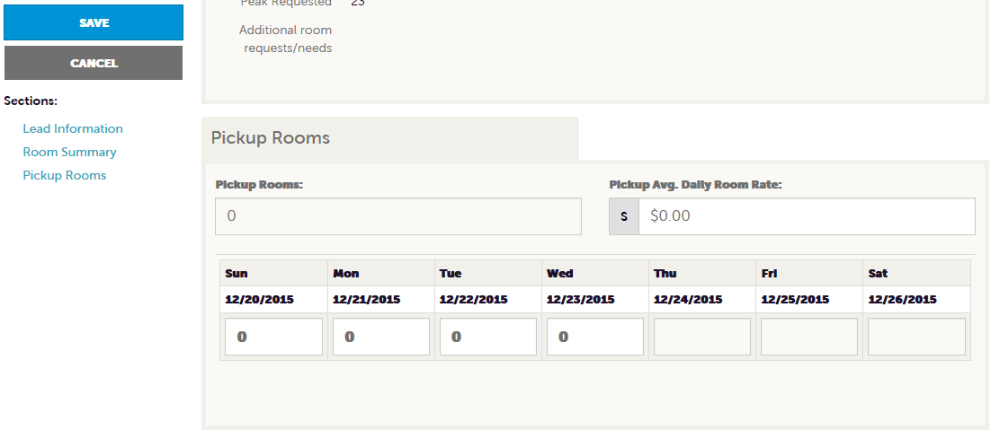 Peak Requested 23
SAVE
Additional room
requests/needs
CANCEL
Sections:
Lead Information
Room Summary
Pickup Rooms
Pickup Rooms
Pickup Rooms:
Pickup Avg. Daily Room Rate:
0
$ $0.00
Sun Mon Tue Wed Thu Fri Sat
12/20/2015 12/21/2015 12/22/2015 12/23/2015 12/24/2015 12/25/2015 12/26/2015
0 0 0 0